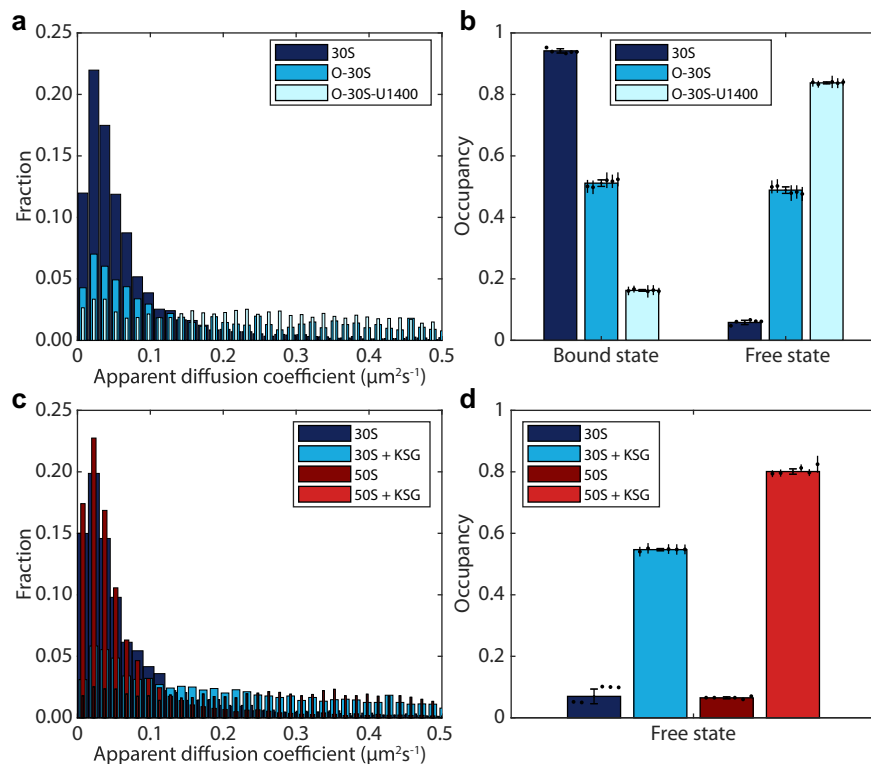 a
0.25
0.20
0.15
0.10
0.05
0.00
Fraction
30S
O-30S
O-30S-U1400
0 0.1 0.2 0.3 0.4 0.5
Apparent diffusion coefficient (μm²s⁻¹)
b
1
0.8
0.6
0.4
0.2
0
Occupancy
30S
O-30S
O-30S-U1400
Bound state Free state
c
0.25
0.20
0.15
0.10
0.05
0.00
Fraction
30S
30S + KSG
50S
50S + KSG
0 0.1 0.2 0.3 0.4 0.5
Apparent diffusion coefficient (μm²s⁻¹)
d
1
0.8
0.6
0.4
0.2
0
Occupancy
30S
30S + KSG
50S
50S + KSG
Free state